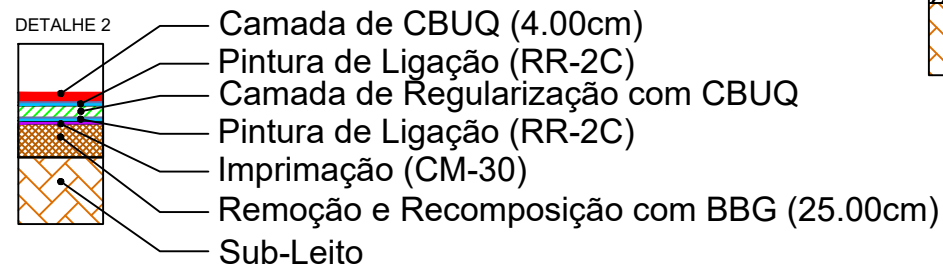 DETALHE 2
Camada de CBUQ (4.00cm)
Pintura de Ligação (RR-2C)
Camada de Regularização com CBUQ
Pintura de Ligação (RR-2C)
Imprimação (CM-30)
Remoção e Recomposição com BBG (25.00cm)
Sub-Leito